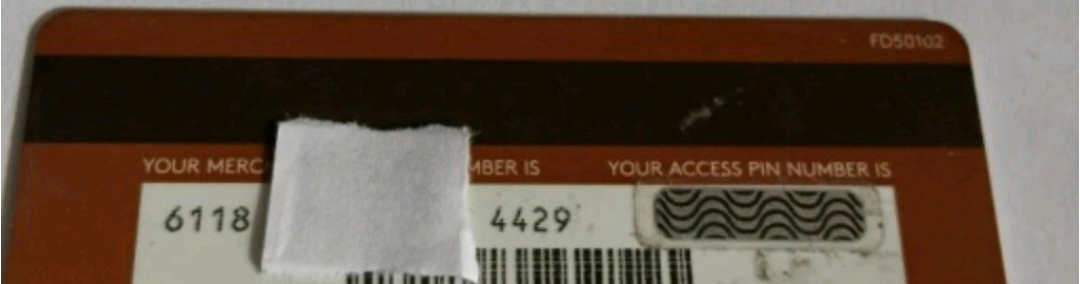 FD50102
YOUR MERC MBER IS YOUR ACCESS PIN NUMBER IS
6118 4429